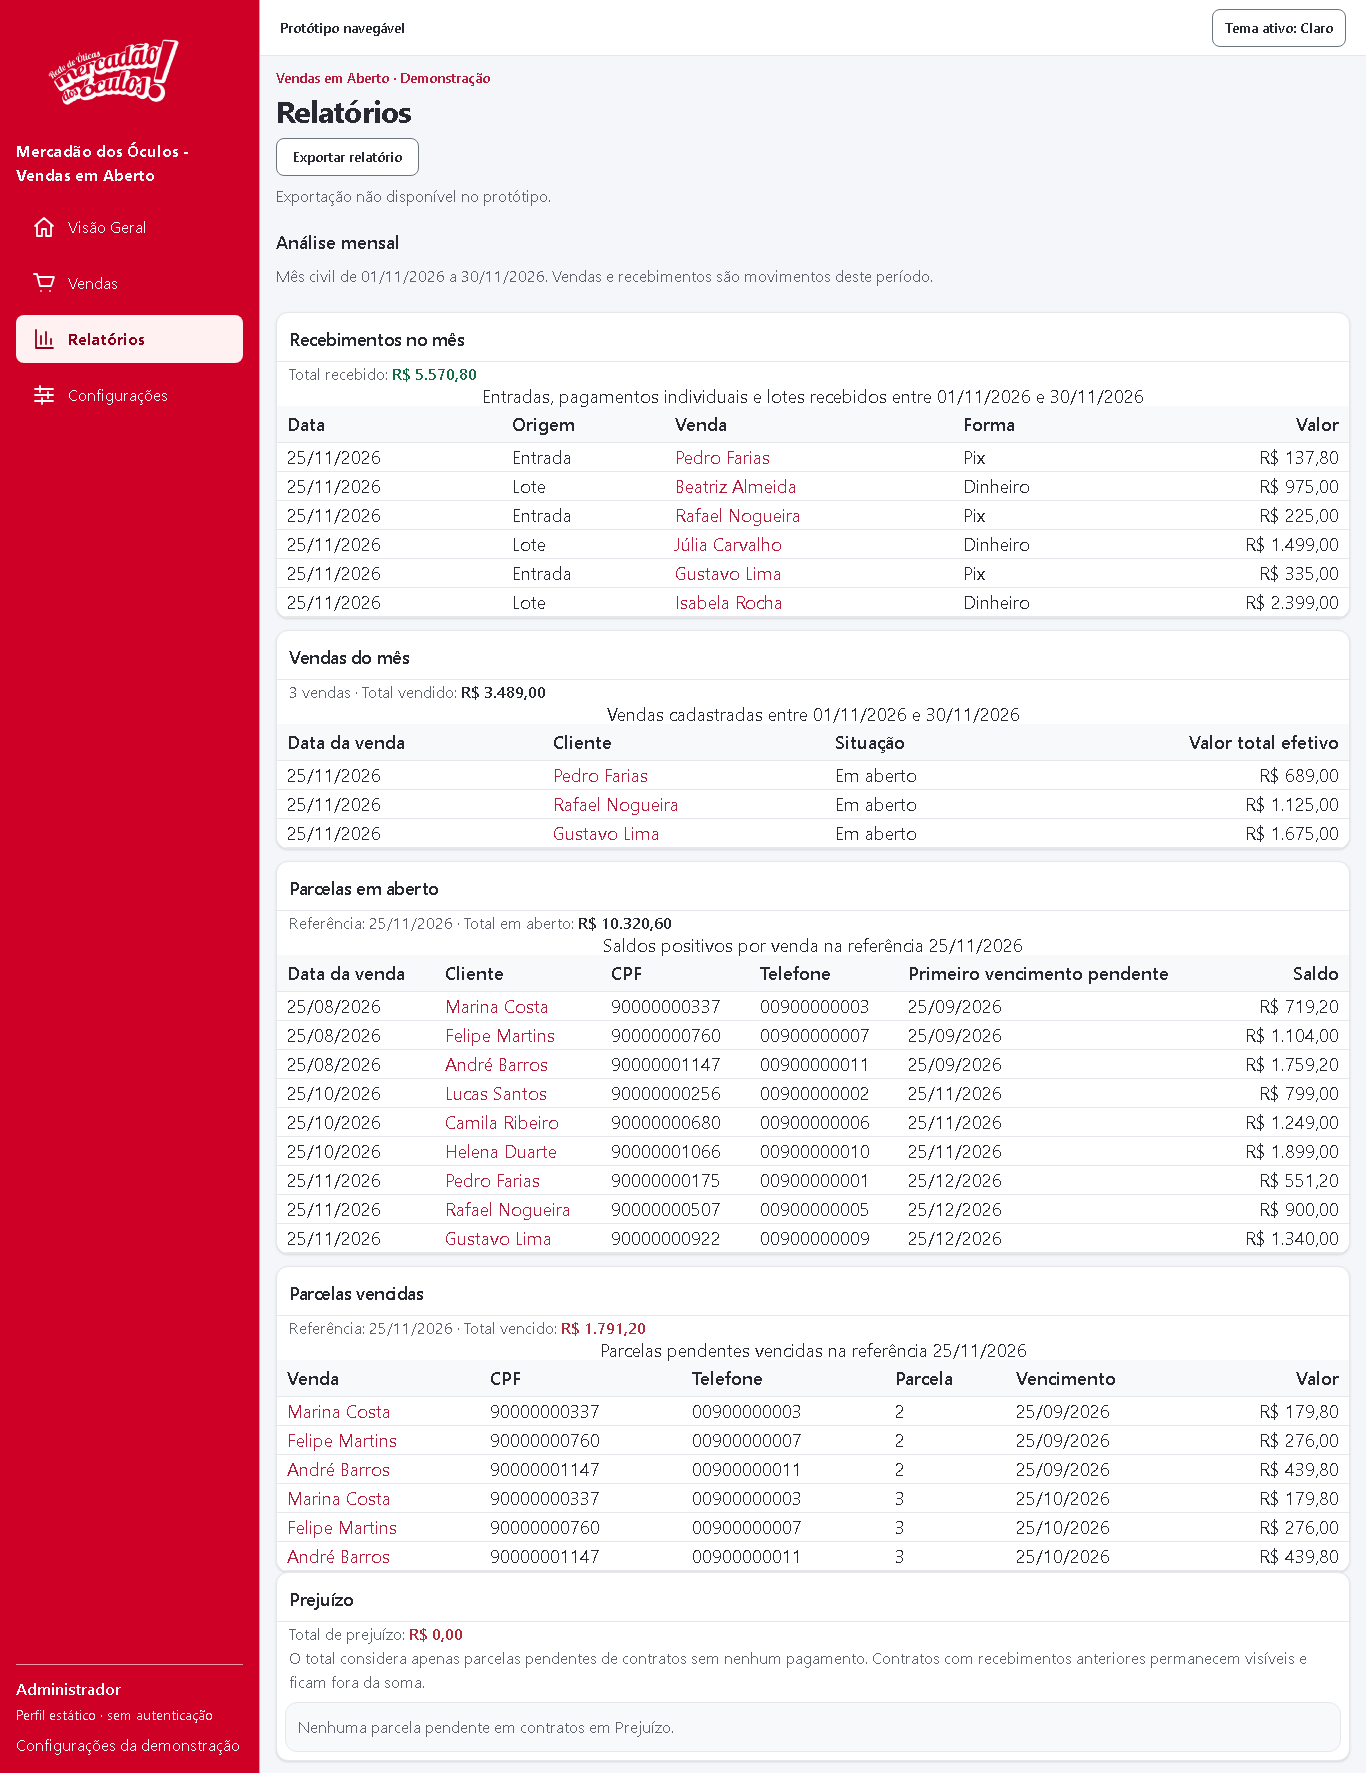 Rede de Óticas
mercadão
dos óculos!
Mercadão dos Óculos -
Vendas em Aberto
Visão Geral
Vendas
Relatórios
Configurações
Administrador
Perfil estático · sem autenticação
Configurações da demonstração
Protótipo navegável
Tema ativo: Claro
Vendas em Aberto · Demonstração
Relatórios
Exportar relatório
Exportação não disponível no protótipo.
Análise mensal
Mês civil de 01/11/2026 a 30/11/2026. Vendas e recebimentos são movimentos deste período.
Recebimentos no mês
Total recebido: R$ 5.570,80
Entradas, pagamentos individuais e lotes recebidos entre 01/11/2026 e 30/11/2026
Data Origem Venda Forma Valor
25/11/2026 Entrada Pedro Farias Pix R$ 137,80
25/11/2026 Lote Beatriz Almeida Dinheiro R$ 975,00
25/11/2026 Entrada Rafael Nogueira Pix R$ 225,00
25/11/2026 Lote Júlia Carvalho Dinheiro R$ 1.499,00
25/11/2026 Entrada Gustavo Lima Pix R$ 335,00
25/11/2026 Lote Isabela Rocha Dinheiro R$ 2.399,00
Vendas do mês
3 vendas · Total vendido: R$ 3.489,00
Vendas cadastradas entre 01/11/2026 e 30/11/2026
Data da venda Cliente Situação Valor total efetivo
25/11/2026 Pedro Farias Em aberto R$ 689,00
25/11/2026 Rafael Nogueira Em aberto R$ 1.125,00
25/11/2026 Gustavo Lima Em aberto R$ 1.675,00
Parcelas em aberto
Referência: 25/11/2026 · Total em aberto: R$ 10.320,60
Saldos positivos por venda na referência 25/11/2026
Data da venda Cliente CPF Telefone Primeiro vencimento pendente Saldo
25/08/2026 Marina Costa 90000000337 00900000003 25/09/2026 R$ 719,20
25/08/2026 Felipe Martins 90000000760 00900000007 25/09/2026 R$ 1.104,00
25/08/2026 André Barros 90000001147 00900000011 25/09/2026 R$ 1.759,20
25/10/2026 Lucas Santos 90000000256 00900000002 25/11/2026 R$ 799,00
25/10/2026 Camila Ribeiro 90000000680 00900000006 25/11/2026 R$ 1.249,00
25/10/2026 Helena Duarte 90000001066 00900000010 25/11/2026 R$ 1.899,00
25/11/2026 Pedro Farias 90000000175 00900000001 25/12/2026 R$ 551,20
25/11/2026 Rafael Nogueira 90000000507 00900000005 25/12/2026 R$ 900,00
25/11/2026 Gustavo Lima 90000000922 00900000009 25/12/2026 R$ 1.340,00
Parcelas vencidas
Referência: 25/11/2026 · Total vencido: R$ 1.791,20
Parcelas pendentes vencidas na referência 25/11/2026
Venda CPF Telefone Parcela Vencimento Valor
Marina Costa 90000000337 00900000003 2 25/09/2026 R$ 179,80
Felipe Martins 90000000760 00900000007 2 25/09/2026 R$ 276,00
André Barros 90000001147 00900000011 2 25/09/2026 R$ 439,80
Marina Costa 90000000337 00900000003 3 25/10/2026 R$ 179,80
Felipe Martins 90000000760 00900000007 3 25/10/2026 R$ 276,00
André Barros 90000001147 00900000011 3 25/10/2026 R$ 439,80
Prejuízo
Total de prejuízo: R$ 0,00
O total considera apenas parcelas pendentes de contratos sem nenhum pagamento. Contratos com recebimentos anteriores permanecem visíveis e
ficam fora da soma.
Nenhuma parcela pendente em contratos em Prejuízo.